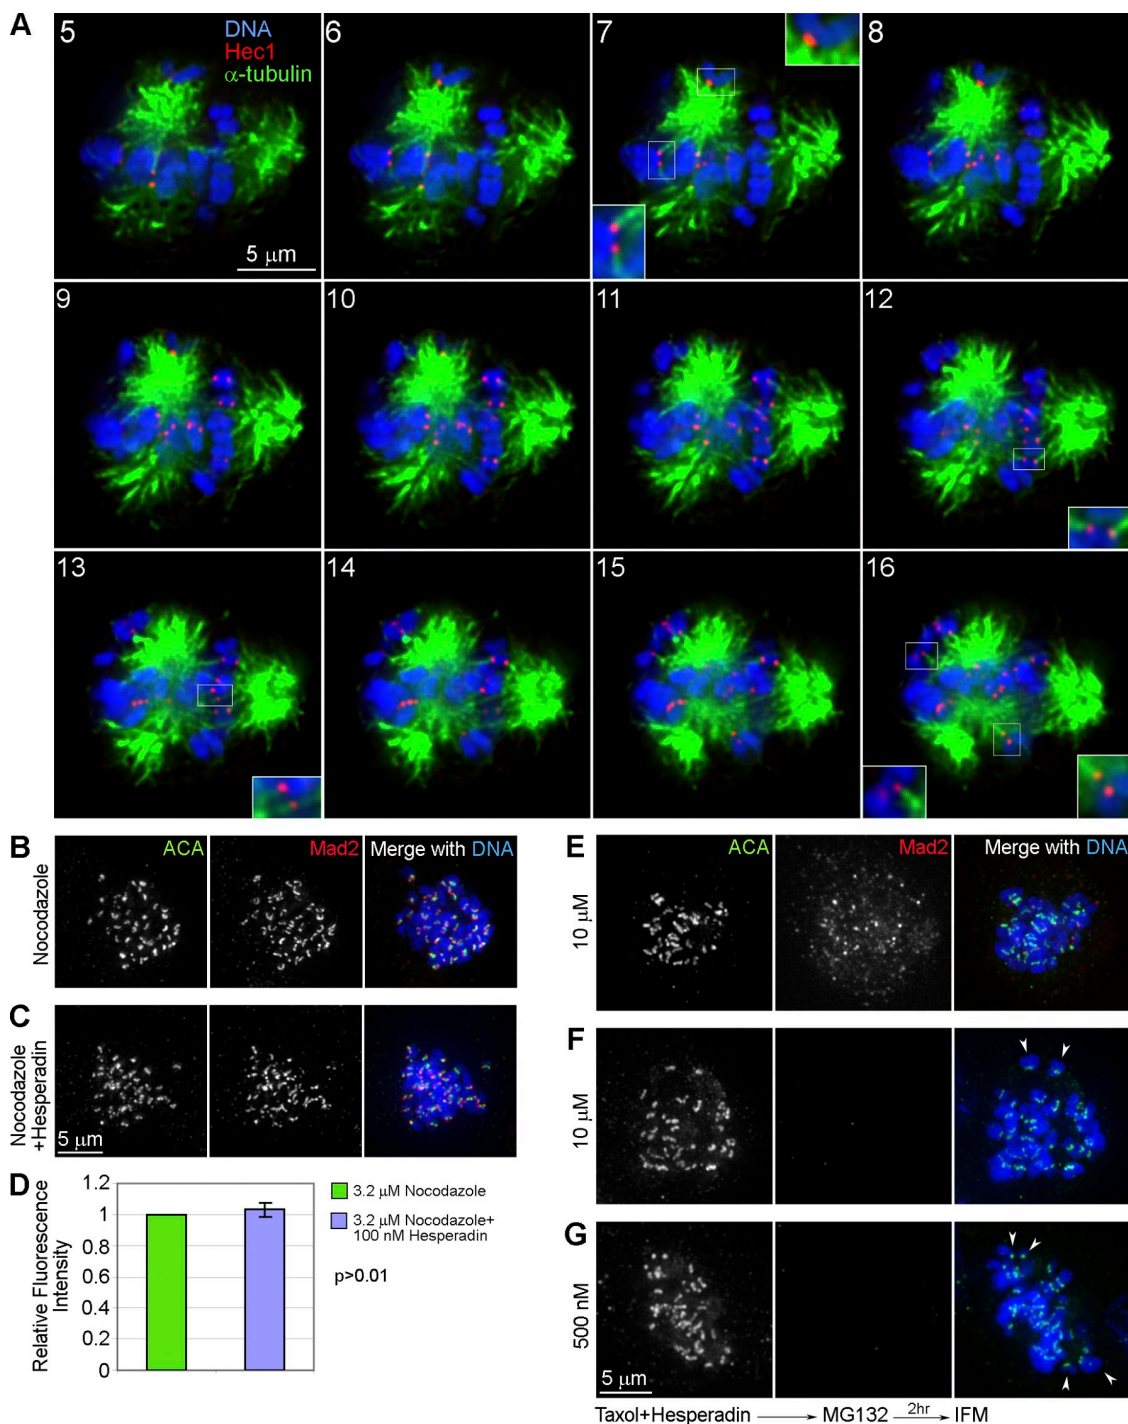 A
5
DNA
Hec1
α-tubulin
5 μm
6
7
8
9
10
11
12
13
14
15
16
B
Nocodazole
ACA
Mad2
Merge with DNA
C
Nocodazole
+Hesperadin
5 μm
D
Relative Fluorescence
Intensity
1.2
1
0.8
0.6
0.4
0.2
0
3.2 μM Nocodazole
3.2 μM Nocodazole+
100 nM Hesperadin
p>0.01
E
10 μM
ACA
Mad2
Merge with DNA
F
10 μM
G
500 nM
5 μm
Taxol+Hesperadin → MG132 2hr → IFM